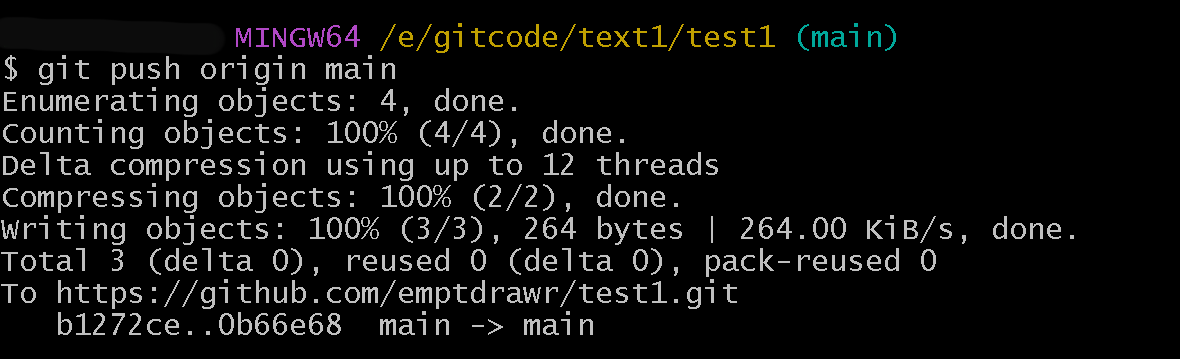 MINGW64 /e/gitcode/text1/test1 (main)
$ git push origin main
Enumerating objects: 4, done.
Counting objects: 100% (4/4), done.
Delta compression using up to 12 threads
Compressing objects: 100% (2/2), done.
Writing objects: 100% (3/3), 264 bytes | 264.00 KiB/s, done.
Total 3 (delta 0), reused 0 (delta 0), pack-reused 0
To https://github.com/emptdrawr/test1.git
   b1272ce..0b66e68  main -> main